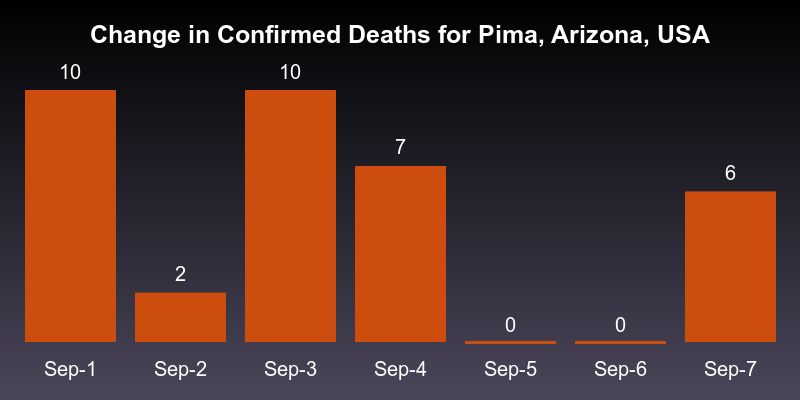 Change in Confirmed Deaths for Pima, Arizona, USA
10
2
10
7
0
0
6
Sep-1
Sep-2
Sep-3
Sep-4
Sep-5
Sep-6
Sep-7